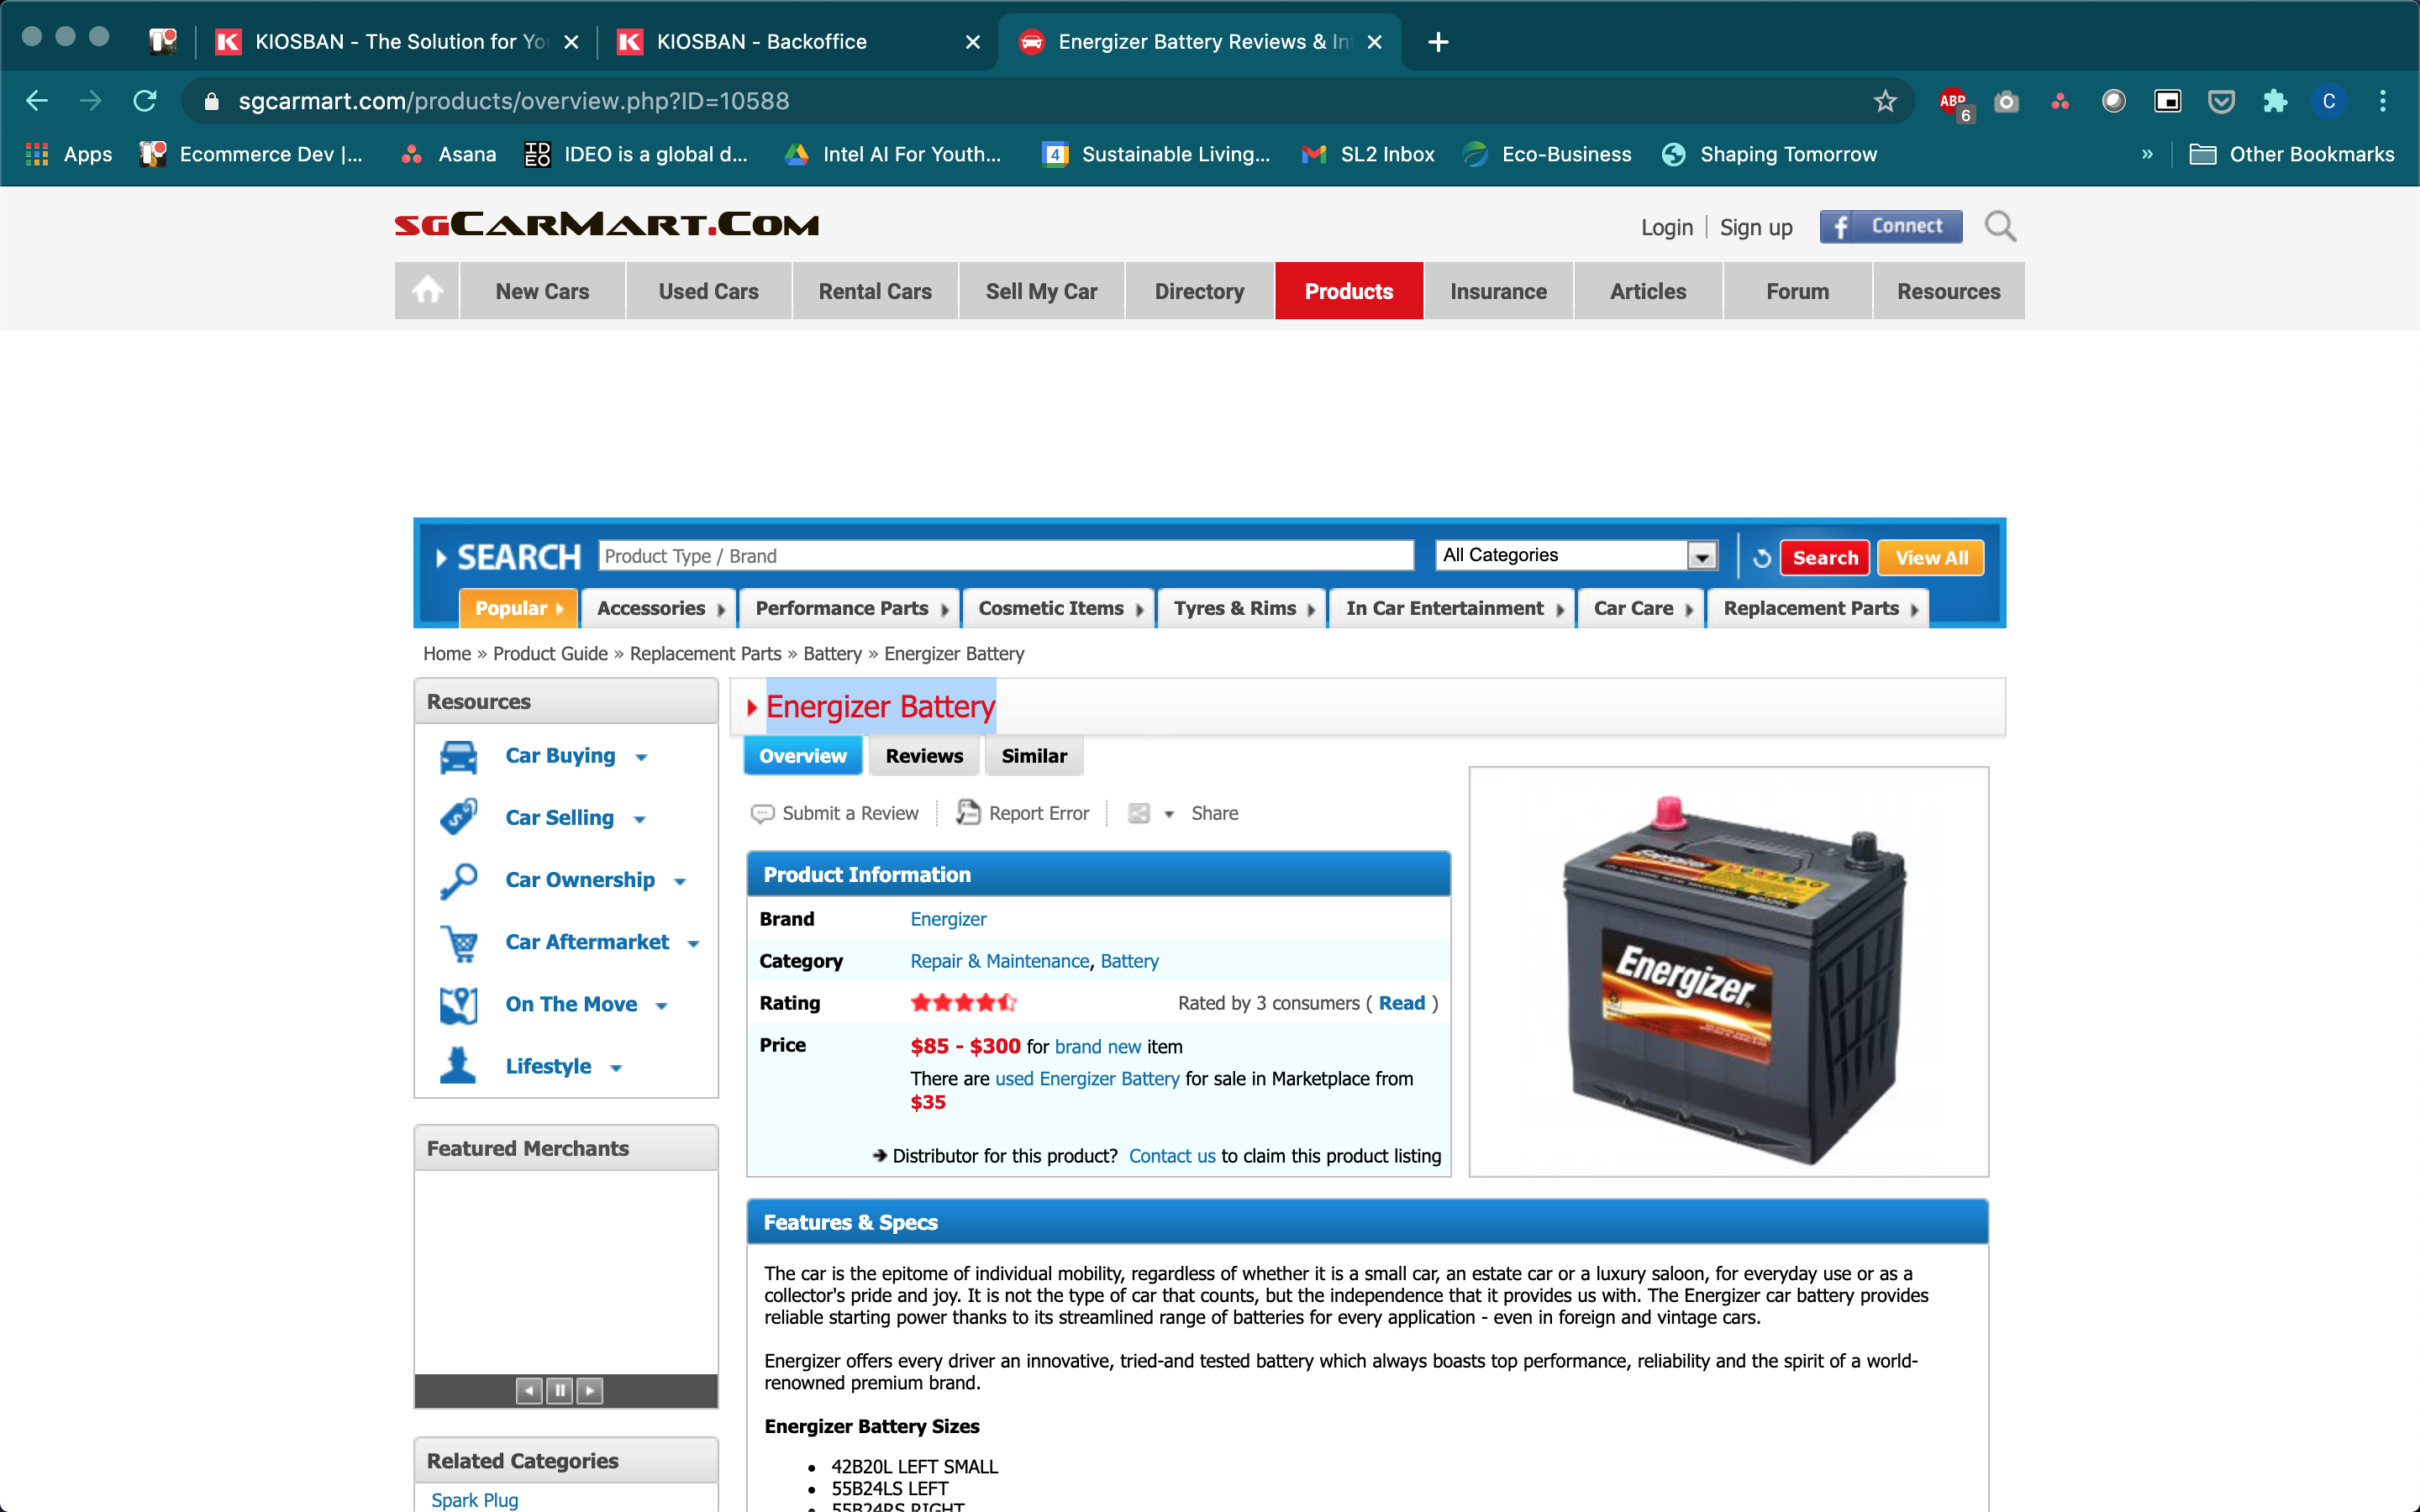 KIOSBAN - The Solution for Yo
KIOSBAN - Backoffice
Energizer Battery Reviews & In
sgcarmart.com/products/overview.php?ID=10588
ABP
6
C
Apps
Ecommerce Dev |...
Asana
IDEO
IDEO is a global d...
Intel AI For Youth...
4
Sustainable Living...
SL2 Inbox
Eco-Business
Shaping Tomorrow
»
Other Bookmarks
SGCARMART.COM
Login
Sign up
f Connect
New Cars
Used Cars
Rental Cars
Sell My Car
Directory
Products
Insurance
Articles
Forum
Resources
SEARCH
Product Type / Brand
All Categories
Search
View All
Popular
Accessories
Performance Parts
Cosmetic Items
Tyres & Rims
In Car Entertainment
Car Care
Replacement Parts
Home » Product Guide » Replacement Parts » Battery » Energizer Battery
Resources
Car Buying
Car Selling
Car Ownership
Car Aftermarket
On The Move
Lifestyle
Featured Merchants
Related Categories
Spark Plug
Energizer Battery
Overview
Reviews
Similar
Submit a Review
Report Error
Share
Product Information
Brand Energizer
Category Repair & Maintenance, Battery
Rating Rated by 3 consumers ( Read )
Price $85 - $300 for brand new item
There are used Energizer Battery for sale in Marketplace from
$35
Distributor for this product? Contact us to claim this product listing
Energizer
Energizer
Features & Specs
The car is the epitome of individual mobility, regardless of whether it is a small car, an estate car or a luxury saloon, for everyday use or as a
collector's pride and joy. It is not the type of car that counts, but the independence that it provides us with. The Energizer car battery provides
reliable starting power thanks to its streamlined range of batteries for every application - even in foreign and vintage cars.
Energizer offers every driver an innovative, tried-and tested battery which always boasts top performance, reliability and the spirit of a world-
renowned premium brand.
Energizer Battery Sizes
42B20L LEFT SMALL
55B24LS LEFT
55B24RS RIGHT